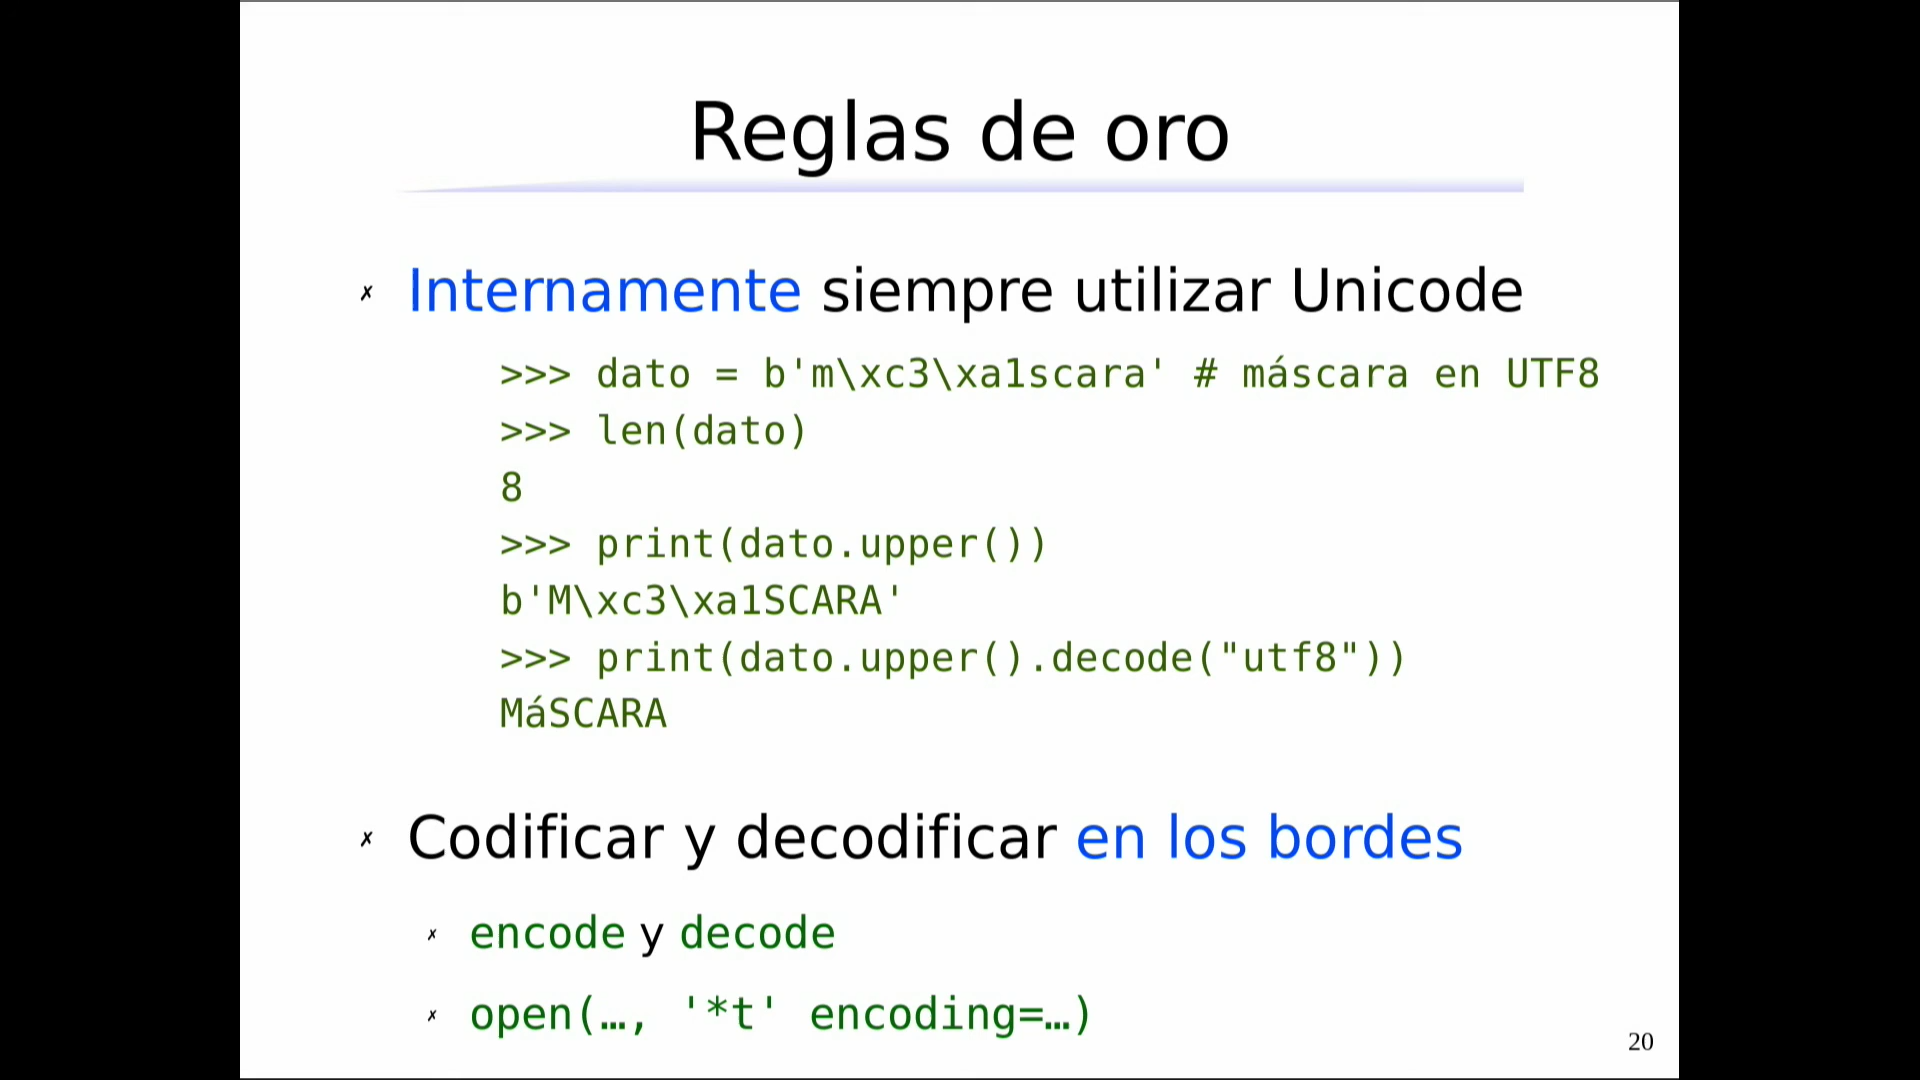 Reglas de oro
✗ Internamente siempre utilizar Unicode
>>> dato = b'm\xc3\xa1scara' # máscara en UTF8
>>> len(dato)
8
>>> print(dato.upper())
b'M\xc3\xa1SCARA'
>>> print(dato.upper().decode("utf8"))
MáSCARA
✗ Codificar y decodificar en los bordes
✗ encode y decode
✗ open(…, '*t' encoding=…)
20